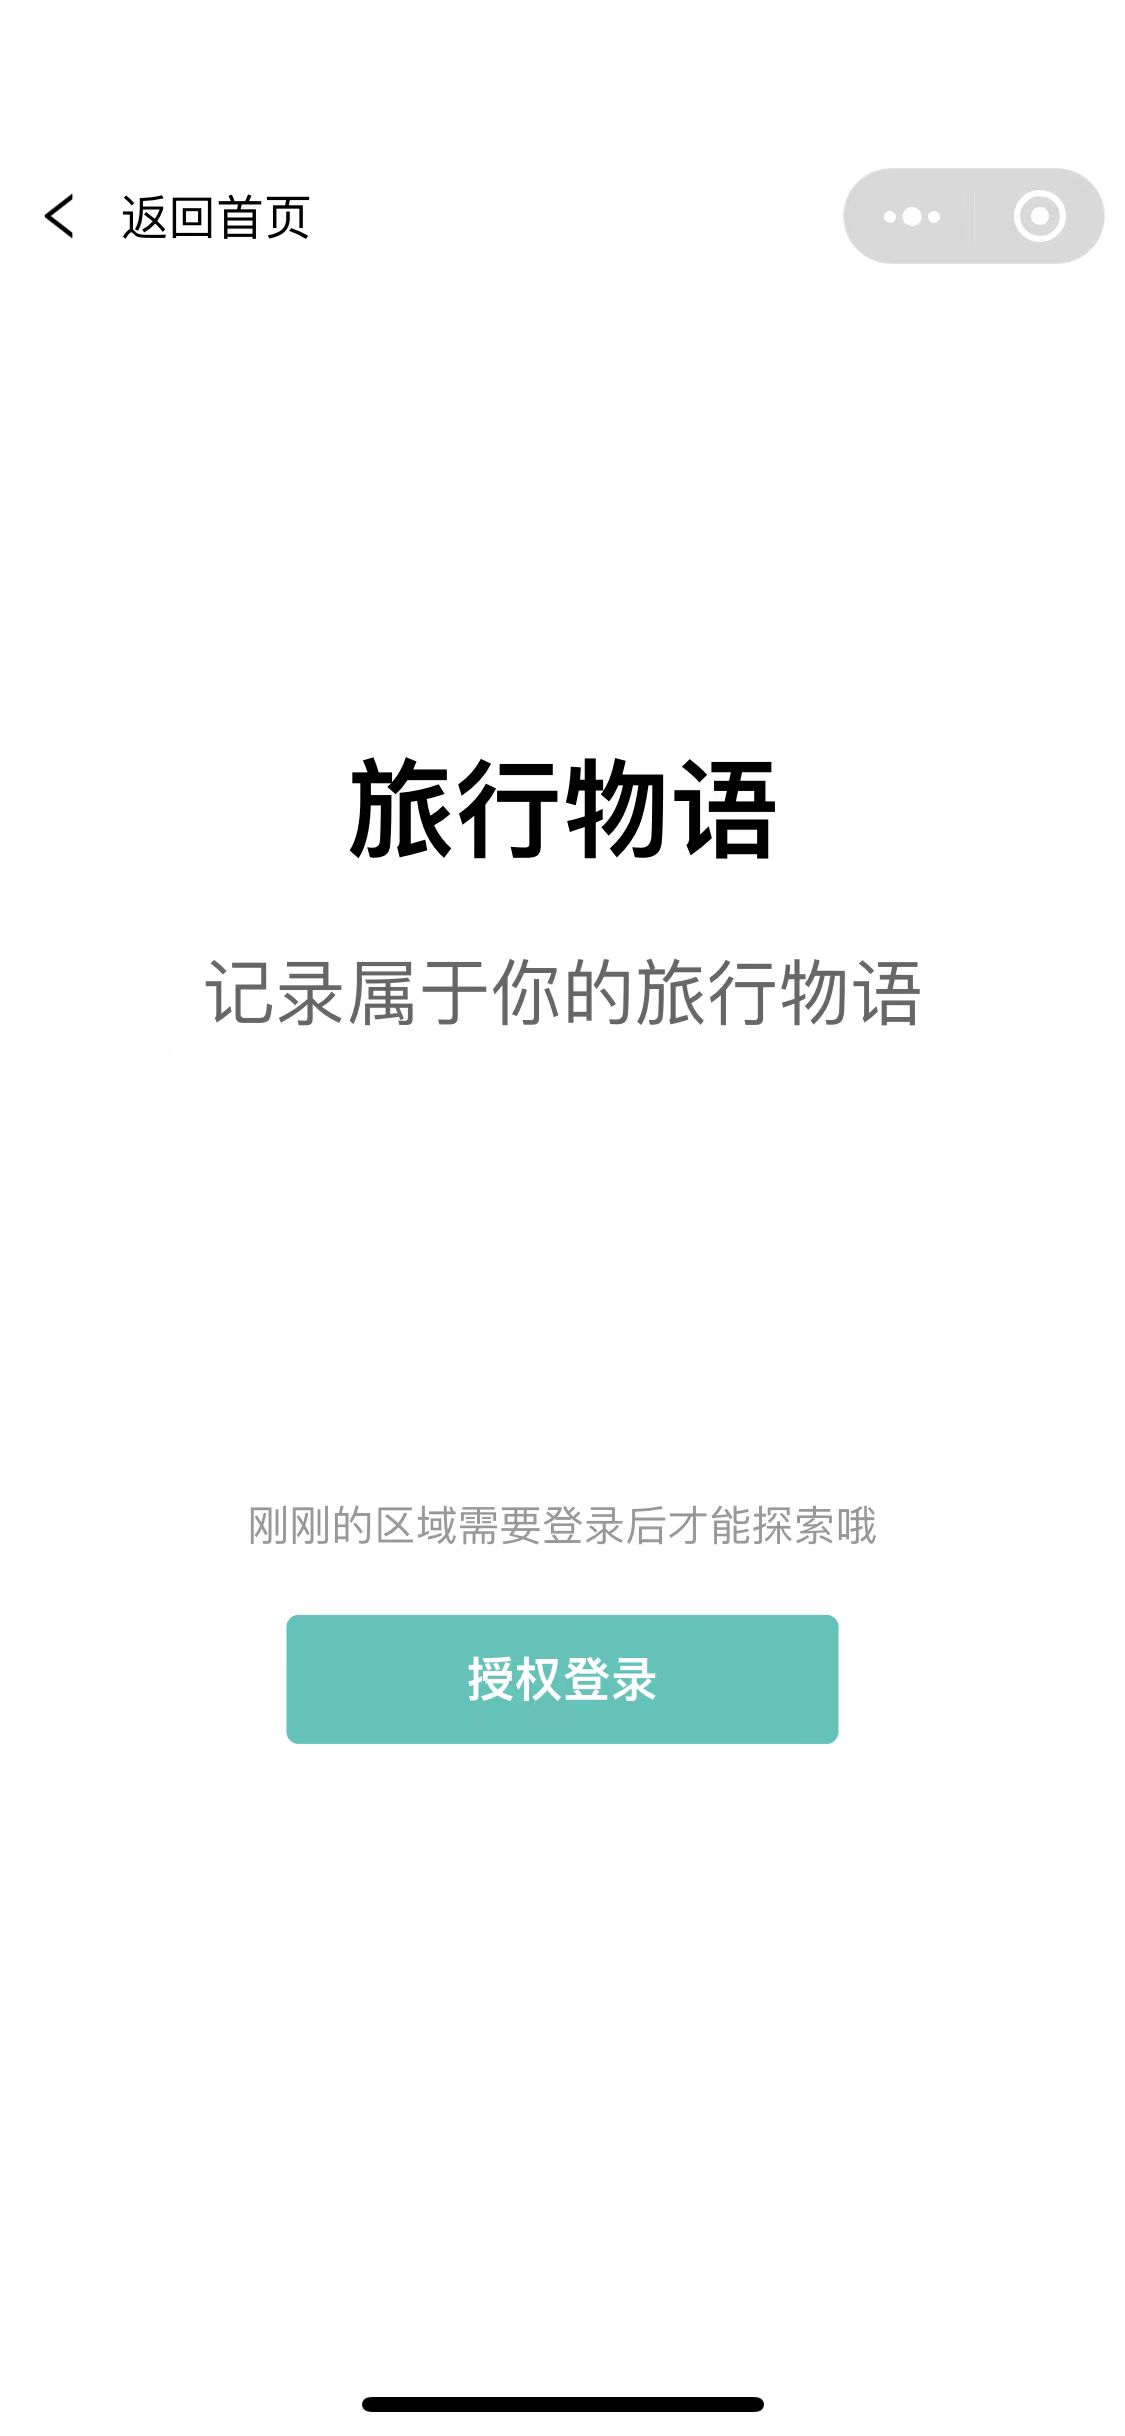 返回首页
旅行物语
记录属于你的旅行物语
刚刚的区域需要登录后才能探索哦
授权登录